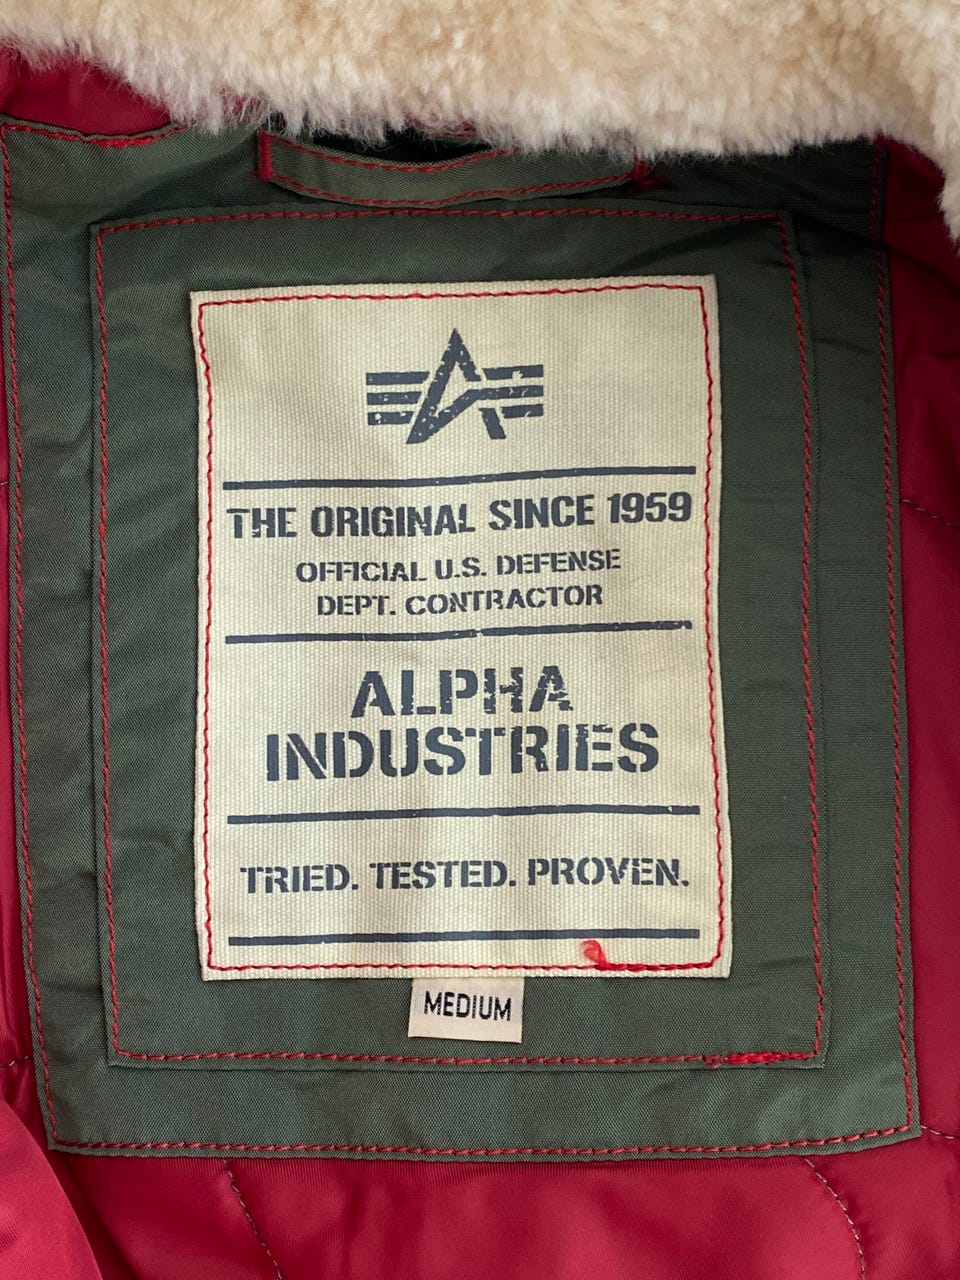 THE ORIGINAL SINCE 1959
OFFICIAL U.S. DEFENSE
DEPT. CONTRACTOR
ALPHA
INDUSTRIES
TRIED. TESTED. PROVEN.
MEDIUM